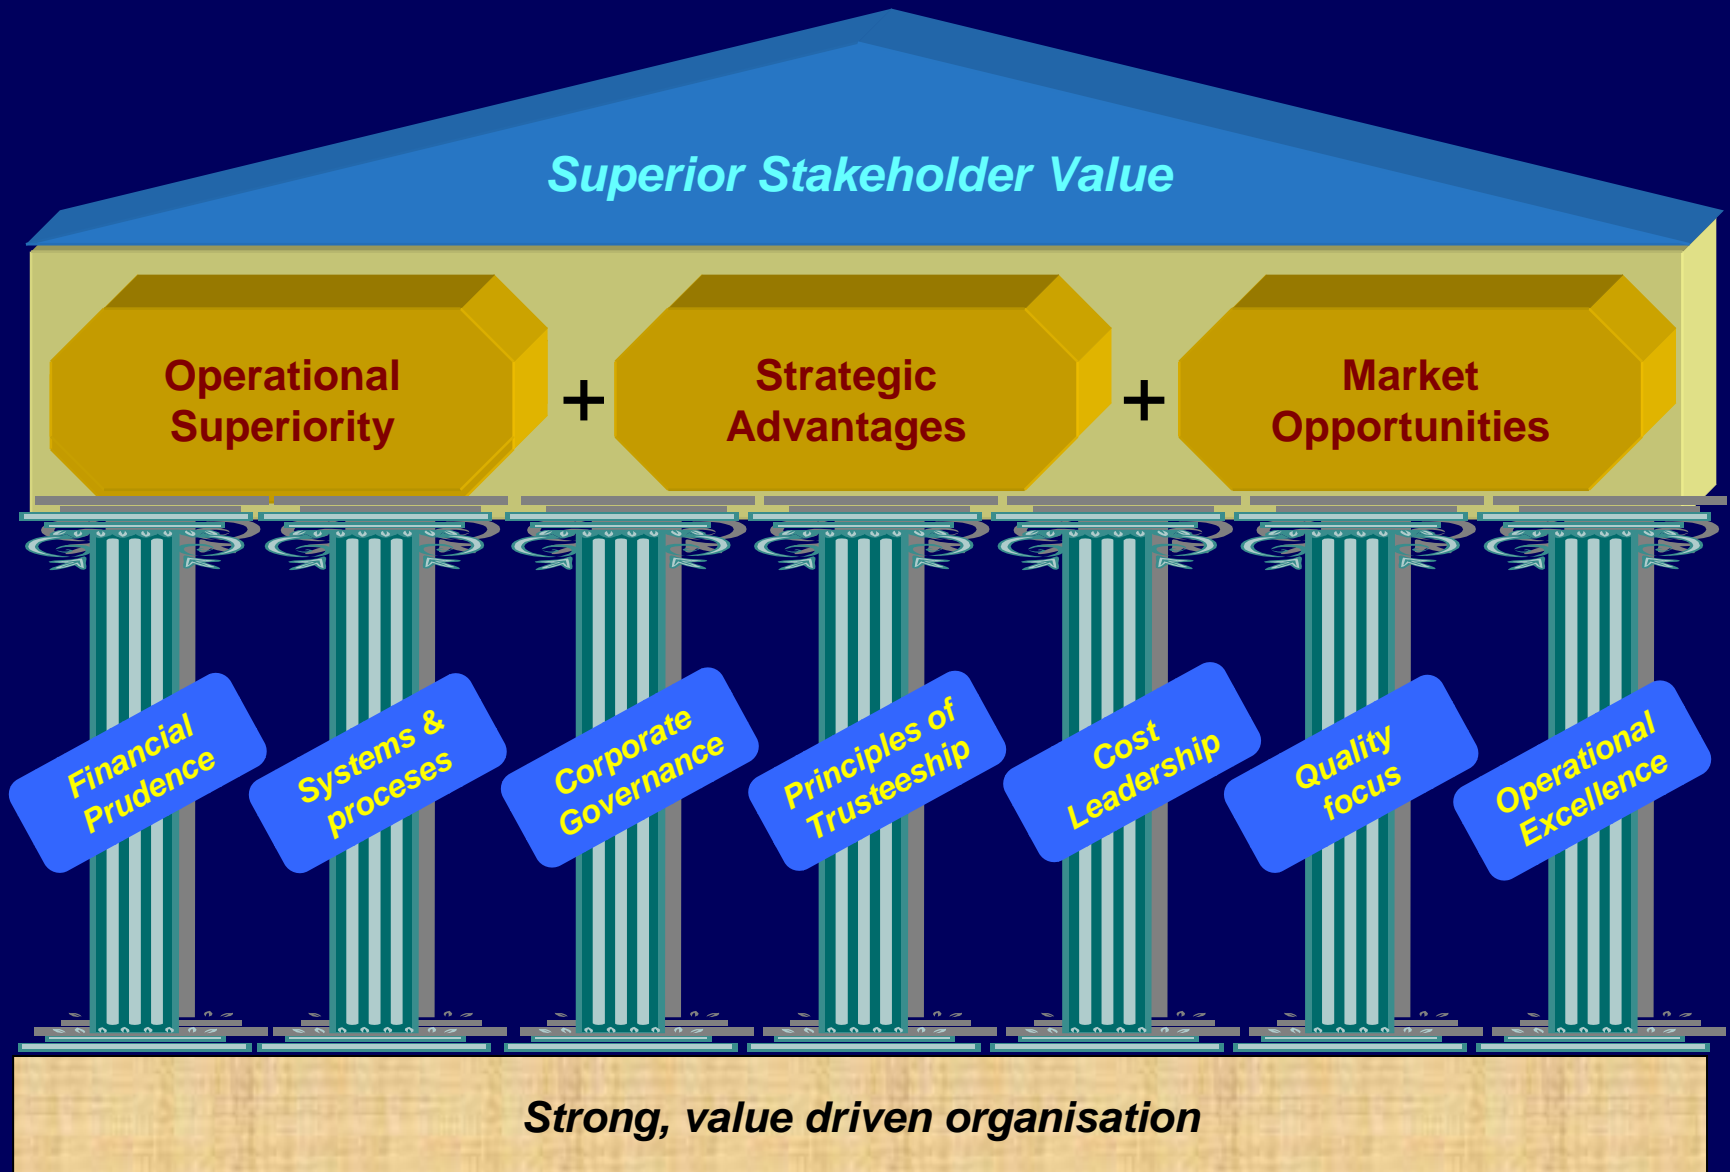 Superior Stakeholder Value
Operational
Superiority
+
Strategic
Advantages
+
Market
Opportunities
Financial
Prudence
Systems &
processes
Corporate
Governance
Principles of
Trusteeship
Cost
Leadership
Quality
focus
Operational
Excellence
Strong, value driven organisation